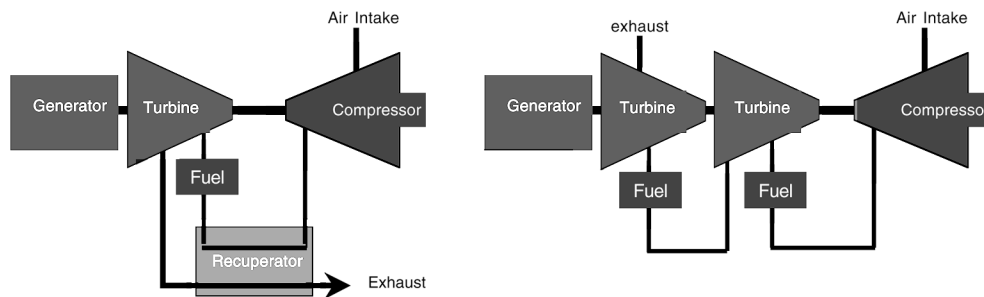 Air Intake
Generator
Turbine
Compressor
Fuel
Recuperator
Exhaust
exhaust
Air Intake
Generator
Turbine
Turbine
Compresso
Fuel
Fuel